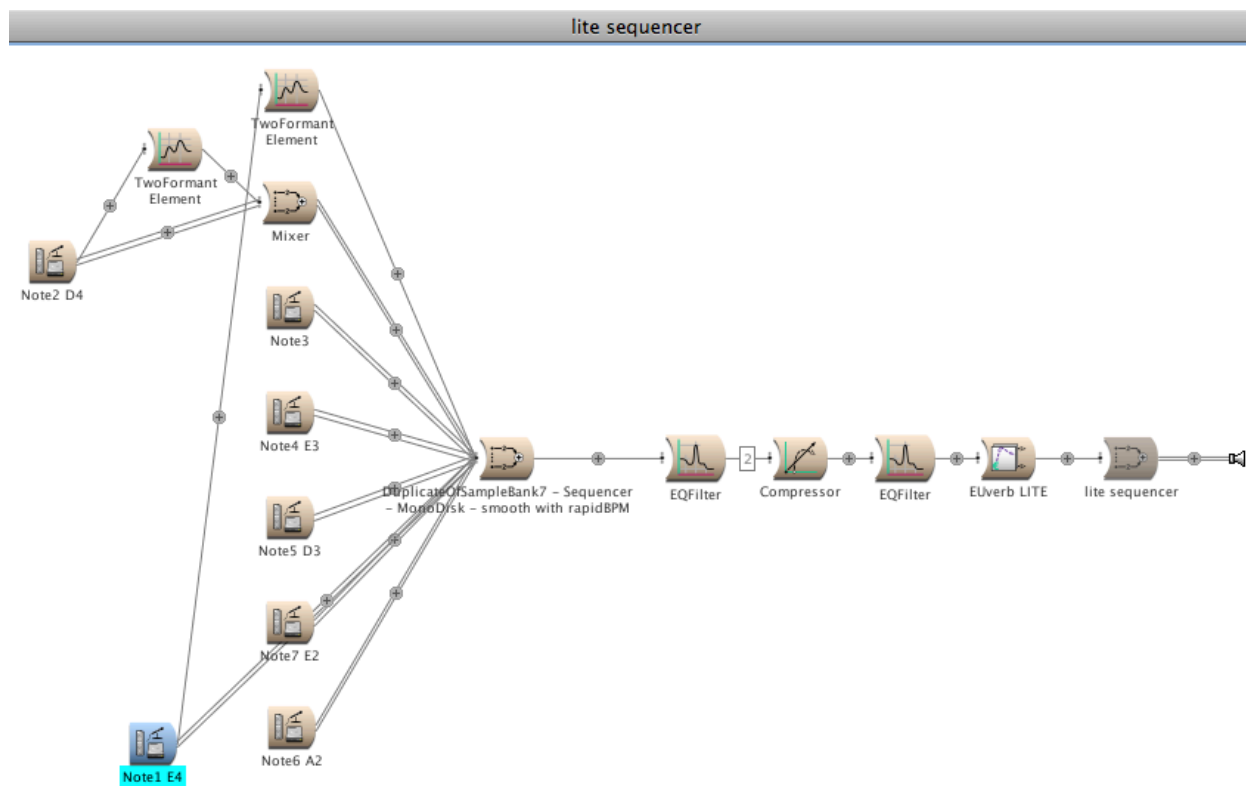 lite sequencer
TwoFormant
Element
TwoFormant
Element
Mixer
Note2 D4
Note3
Note4 E3
DuplicateOfSampleBank7 - Sequencer
- MonoDisk - smooth with rapidBPM
EQFilter
2
Compressor
EQFilter
EUverb LITE
lite sequencer
Note5 D3
Note7 E2
Note6 A2
Note1 E4